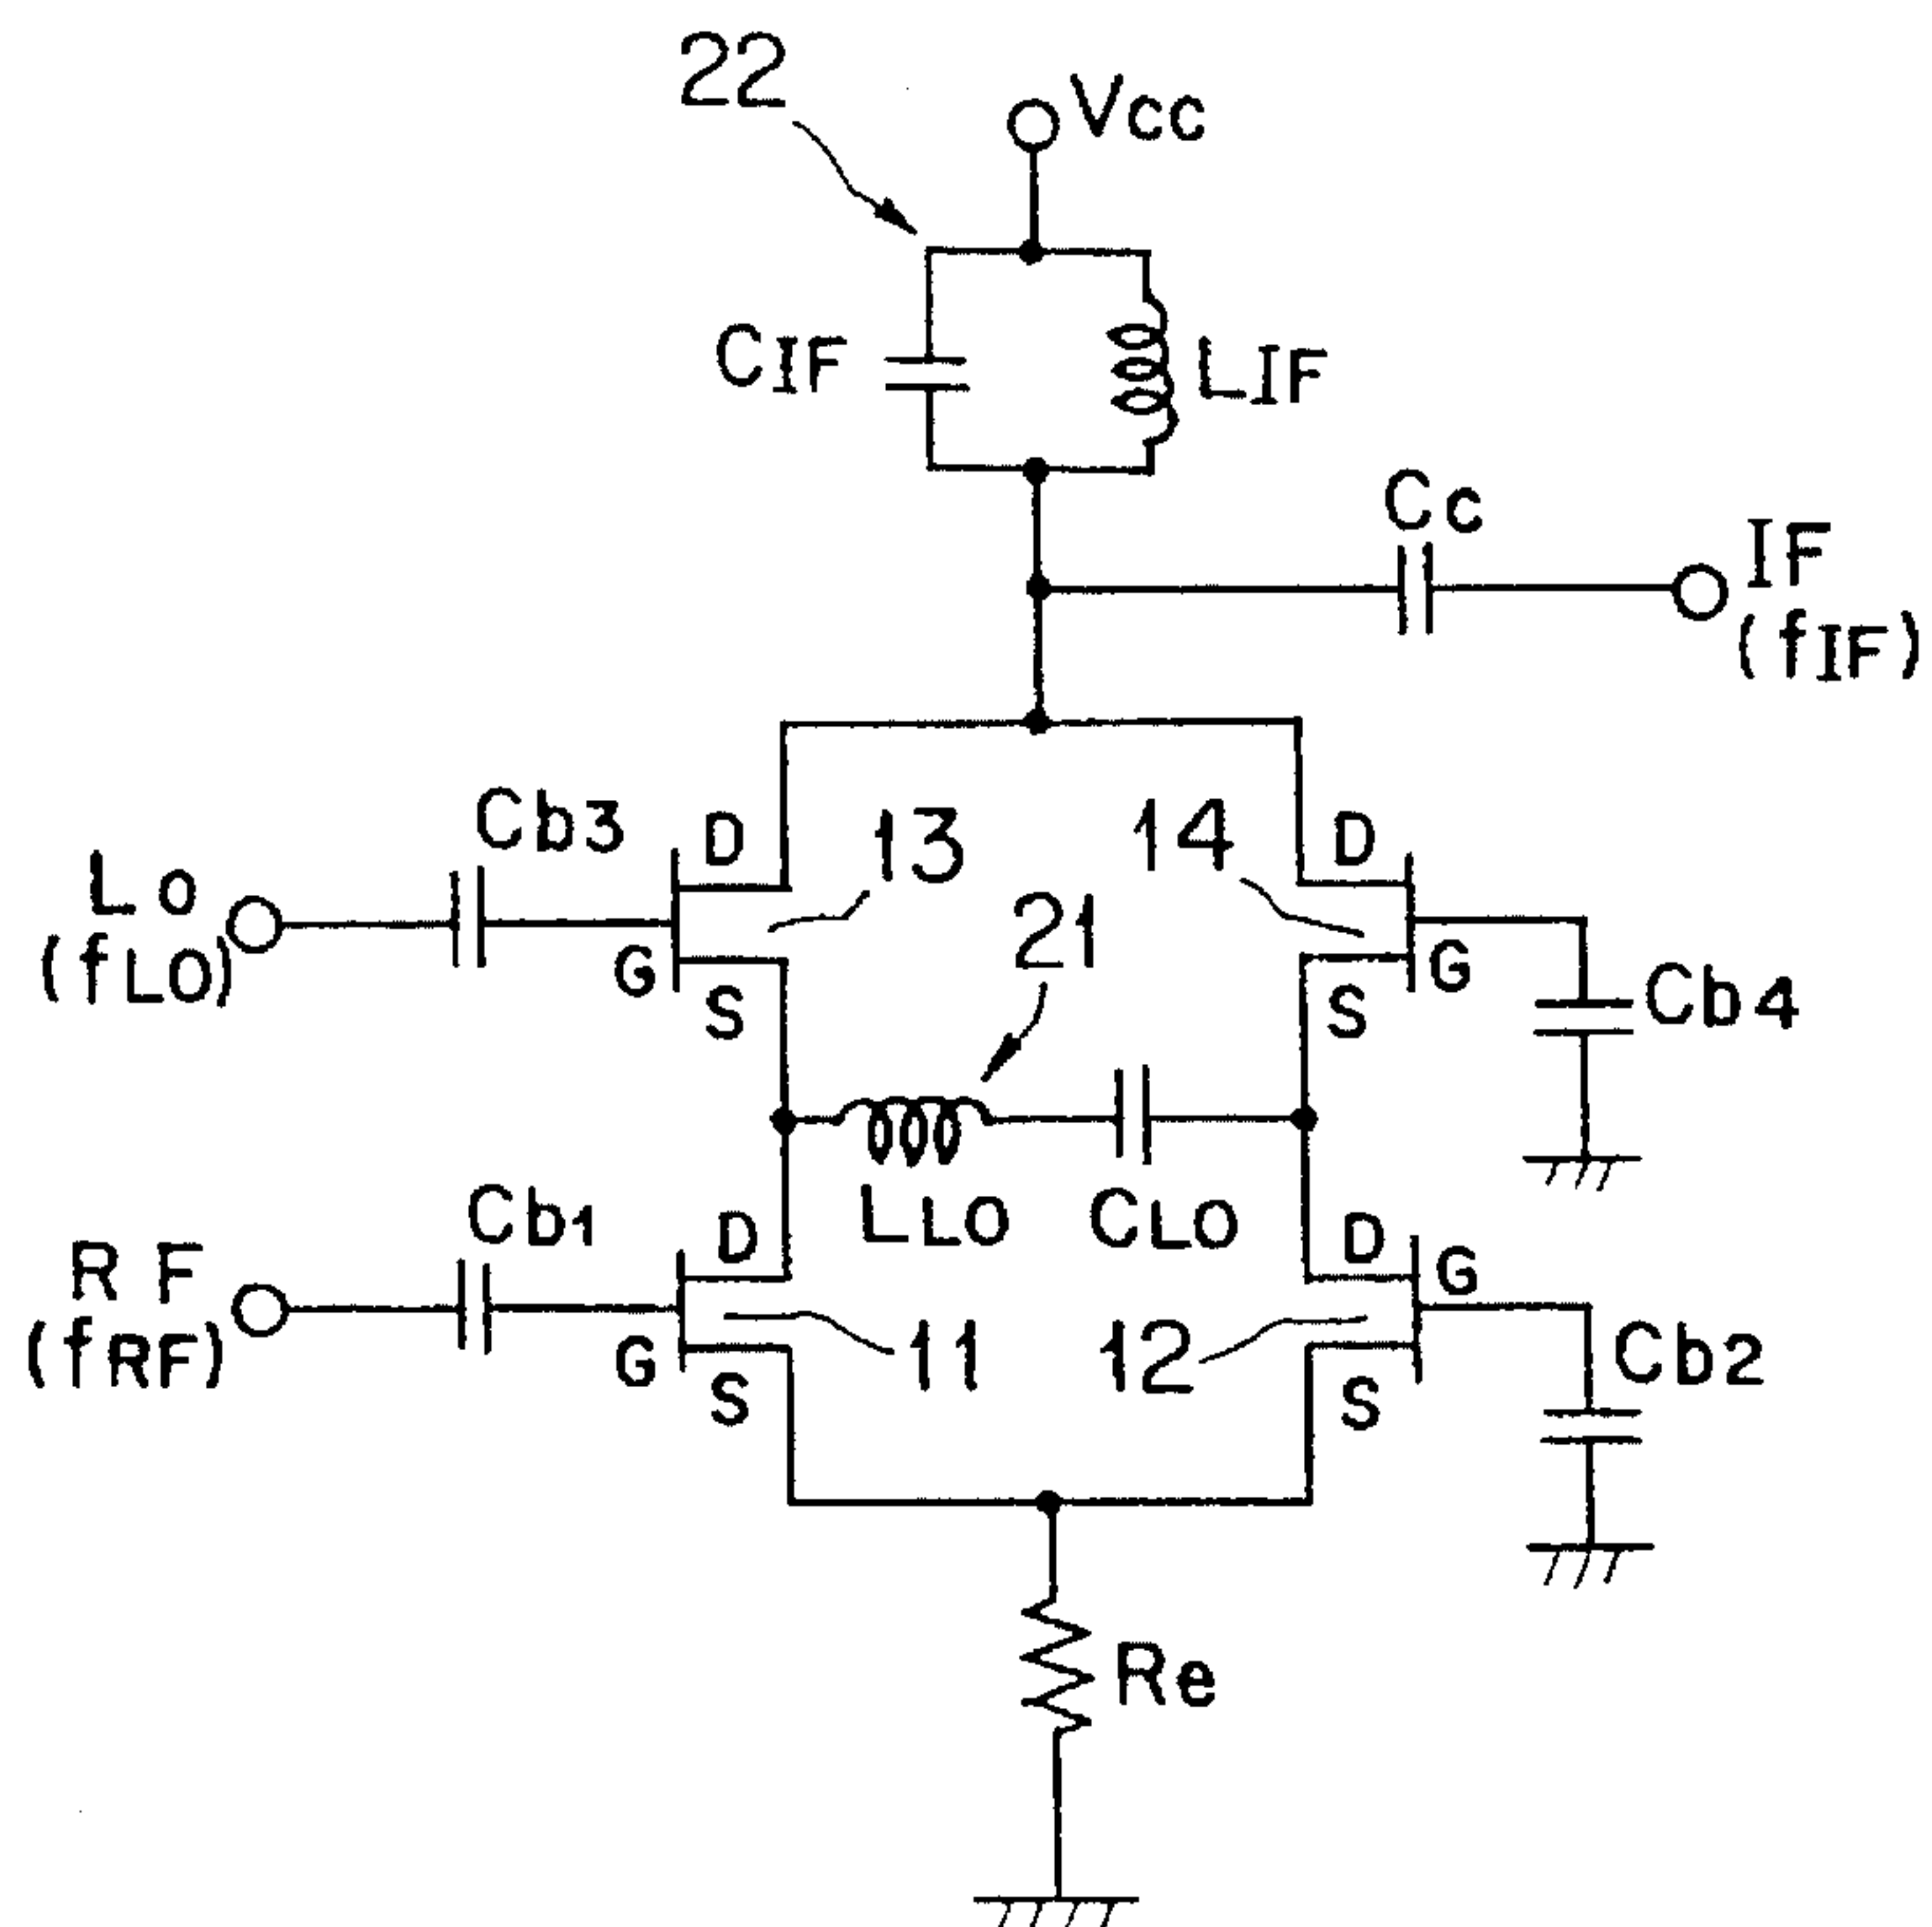 22
Vcc
CIF
LIF
Cc
IF
(fIF)
Cb3
D
13
14
D
Lo
(fLO)
21
G
S
S
G
Cb4
LLO
CLO
Cb1
D
D
G
RF
(fRF)
G
S
11
12
S
Cb2
Re